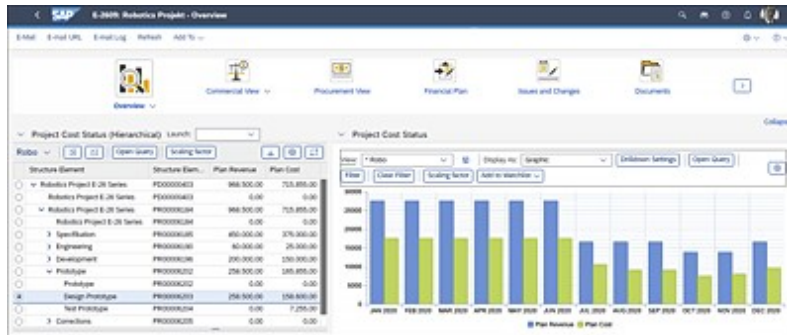 SAP E-2609: Robotics Projekt - Overview
E-Mail E-mail URL E-mail Log Refresh Add To
Overview
Commercial View
Procurement View
Financial Plan
Issues and Changes
Documents
Collapse
Project Cost Status (Hierarchical) Launch:
Robo Open Query Scaling factor
Structure Element Structure Elem... Plan Revenue Plan Cost
Robotics Project E-26 Series 968.500,00 715.855,00
Robotics Project E-26 Series 0,00 0,00
Robotics Project E-26 Series 968.500,00 715.855,00
Robotics Project E-26 Series 0,00 0,00
Specification 450.000,00 375.000,00
Engineering 60.000,00 25.000,00
Development 200.000,00 150.000,00
Prototype PR00006202 258.500,00 165.855,00
Prototype PR00006202 0,00 0,00
Design Prototype PR00006203 258.500,00 158.600,00
Test Prototype PR00006204 0,00 7.255,00
Corrections PR00006205 0,00 0,00
Project Cost Status
View: * Robo Display As: Graphic Drilldown Settings Open Query
Filter Clear Filter Scaling factor Add to Watchlist
30000
20000
10000
5000
0
JAN 2020 FEB 2020 MAR 2020 APR 2020 MAY 2020 JUN 2020 JUL 2020 AUG 2020 SEP 2020 OCT 2020 NOV 2020 DEC 2020
Plan Revenue Plan Cost